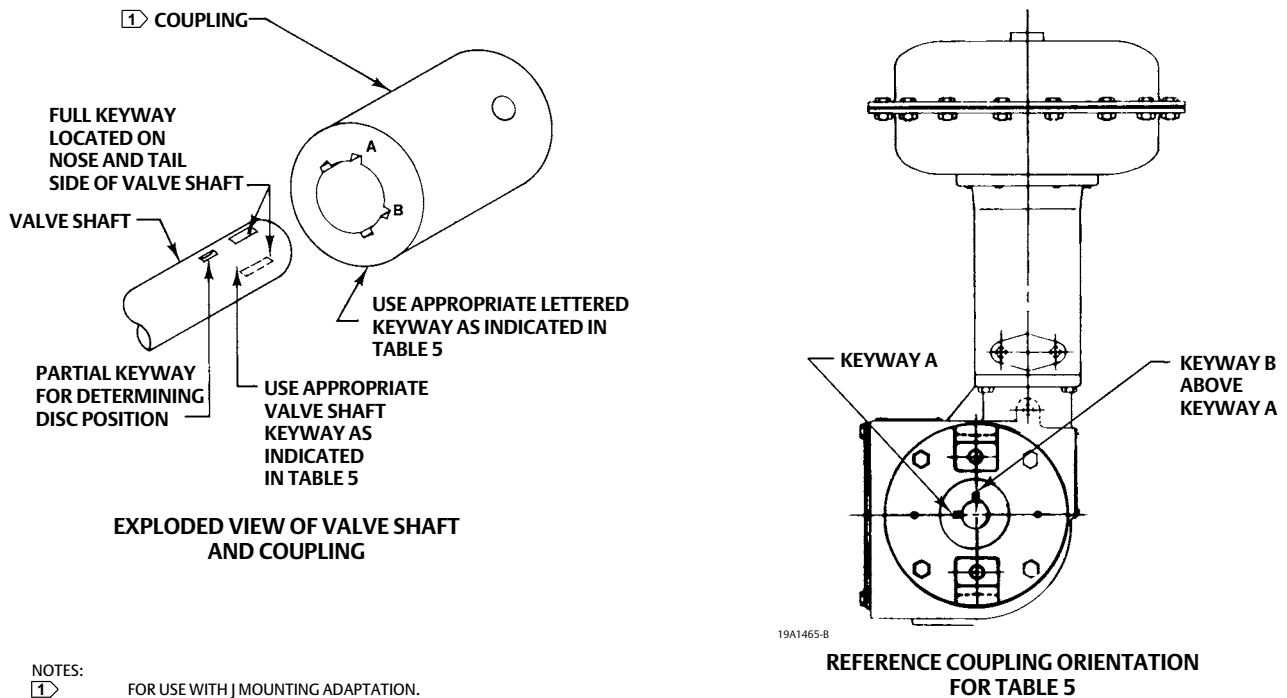 1 COUPLING
FULL KEYWAY
LOCATED ON
NOSE AND TAIL
SIDE OF VALVE SHAFT
VALVE SHAFT
A
B
USE APPROPRIATE LETTERED
KEYWAY AS INDICATED IN
TABLE 5
PARTIAL KEYWAY
FOR DETERMINING
DISC POSITION
USE APPROPRIATE
VALVE SHAFT
KEYWAY AS
INDICATED
IN TABLE 5
EXPLODED VIEW OF VALVE SHAFT
AND COUPLING
KEYWAY A
KEYWAY B
ABOVE
KEYWAY A
19A1465-B
REFERENCE COUPLING ORIENTATION
FOR TABLE 5
NOTES:
1 FOR USE WITH J MOUNTING ADAPTATION.